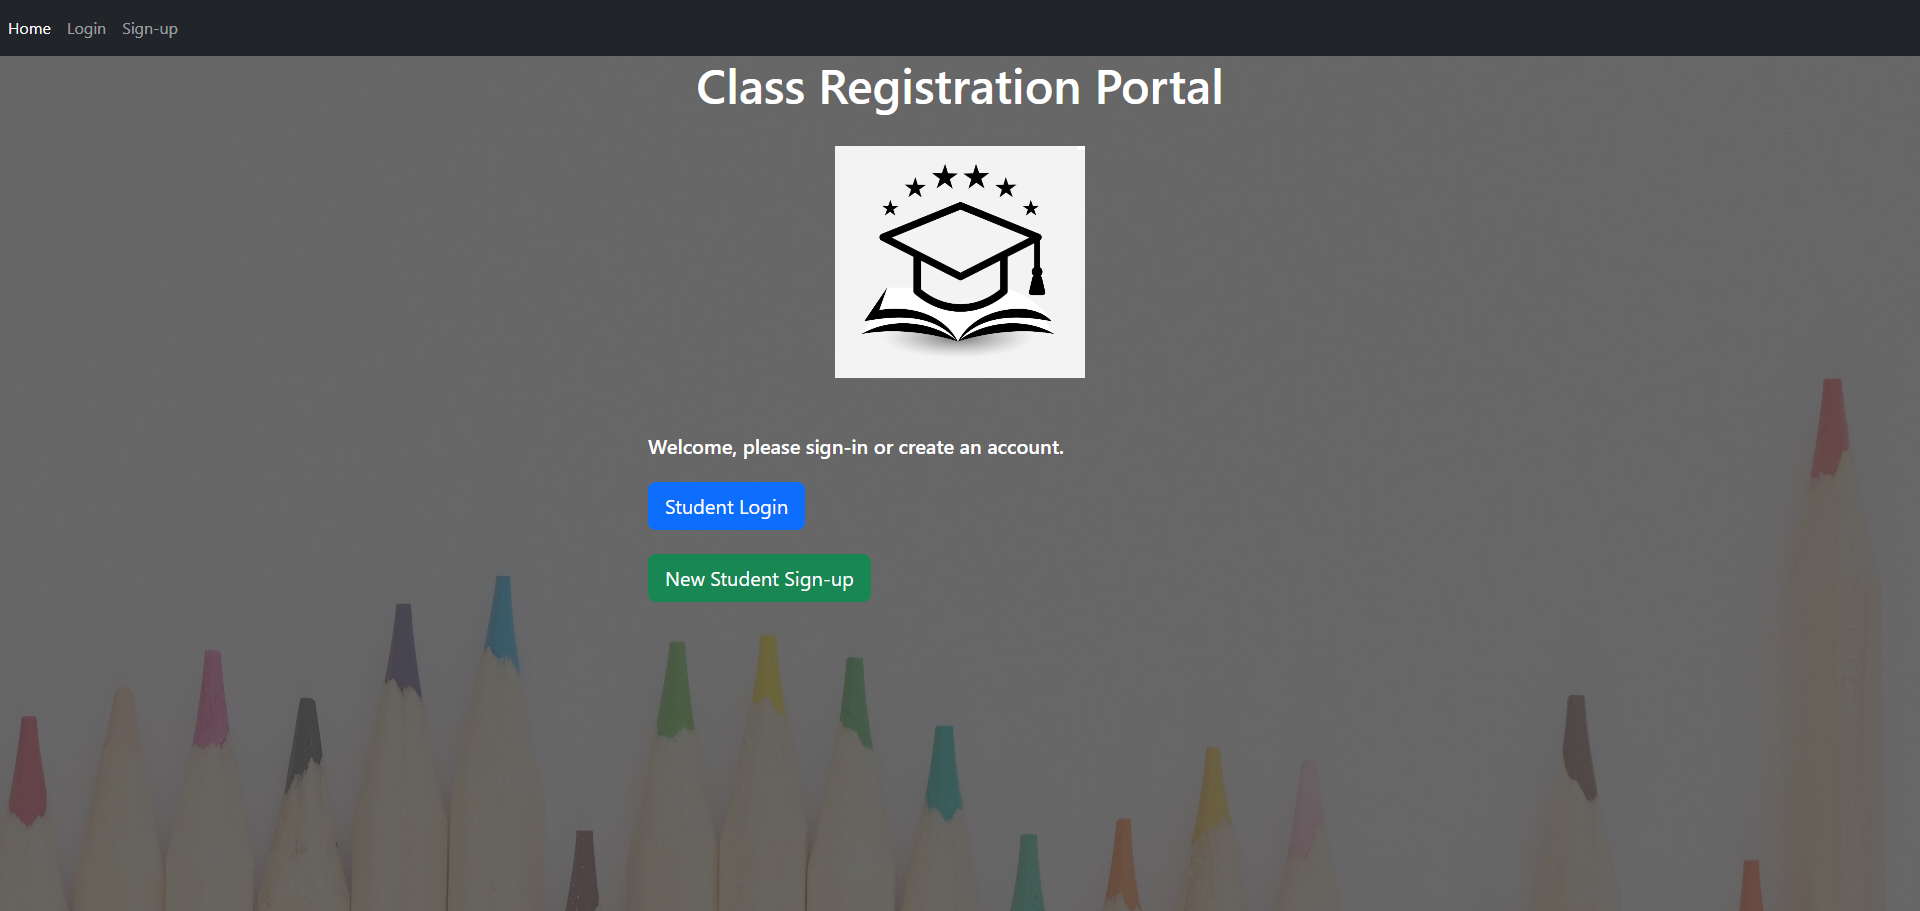 Home Login Sign-up
Class Registration Portal
Welcome, please sign-in or create an account.
Student Login
New Student Sign-up